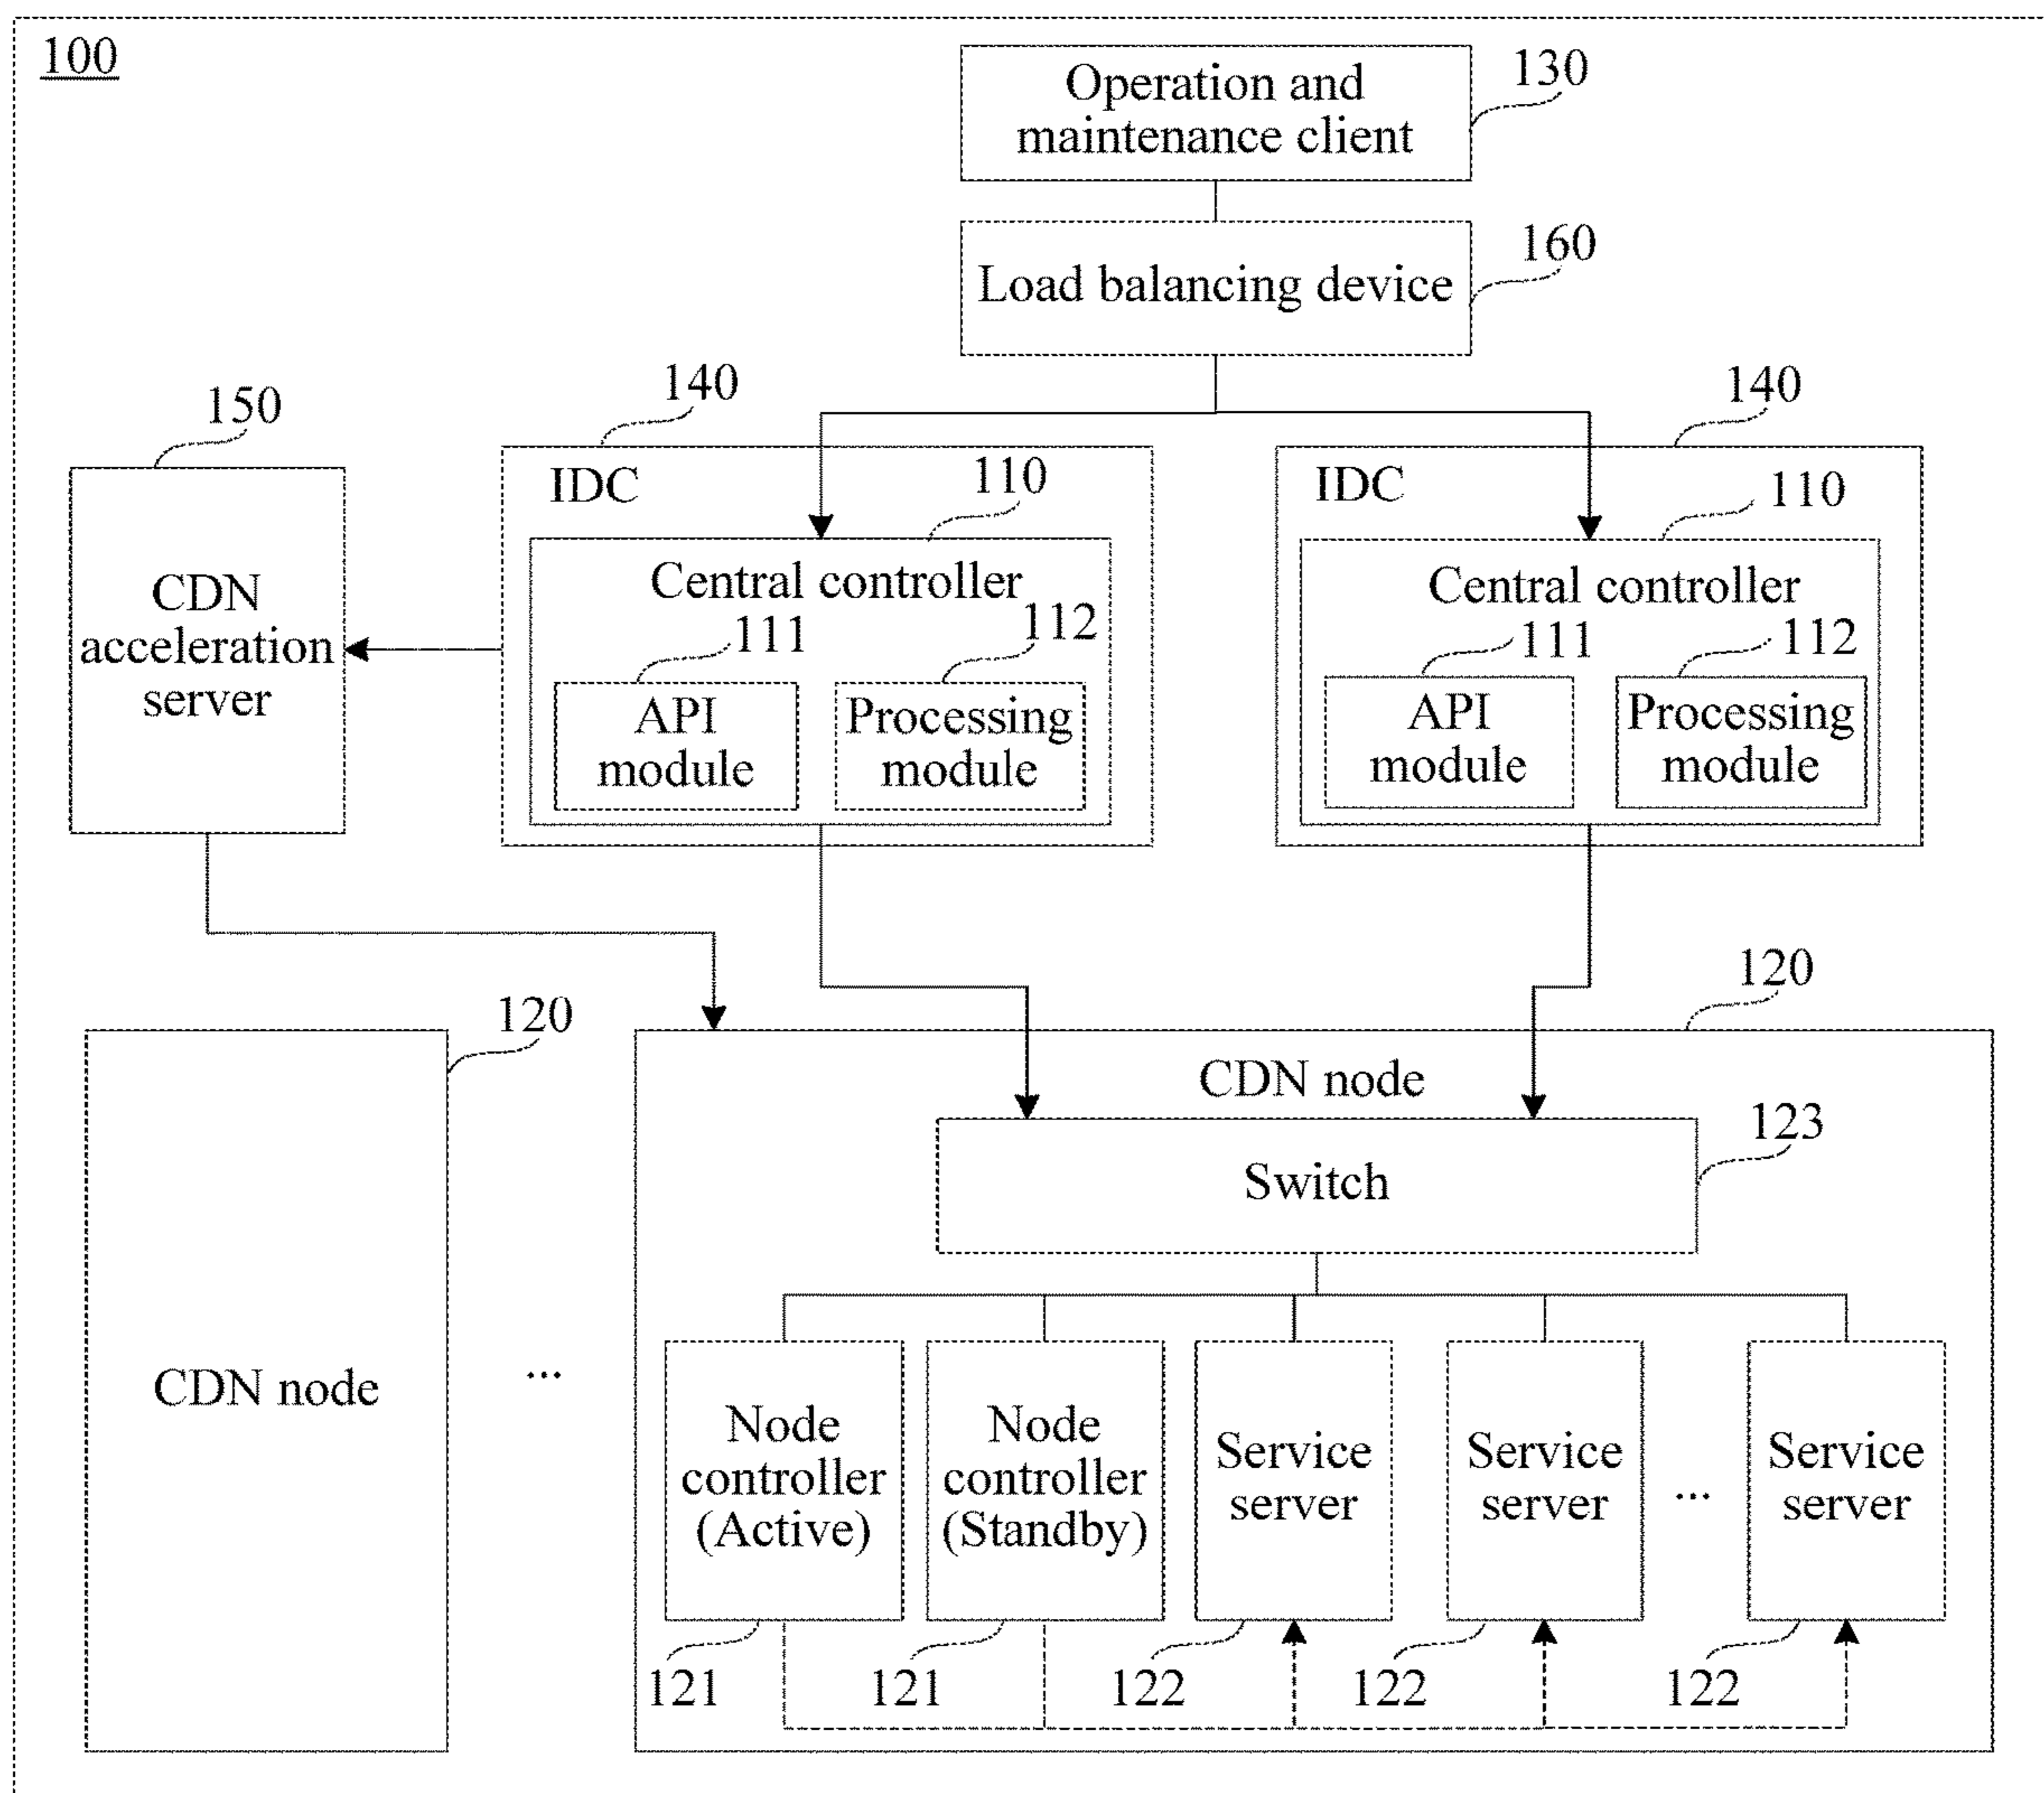 100
Operation and
maintenance client
130
Load balancing device
160
150
140
140
CDN
acceleration
server
IDC
110
Central controller
111
112
API
module
Processing
module
IDC
110
Central controller
111
112
API
module
Processing
module
120
120
CDN node
...
CDN node
123
Switch
Node
controller
(Active)
Node
controller
(Standby)
Service
server
Service
server
...
Service
server
121
121
122
122
122